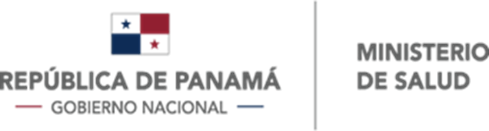 REPÚBLICA DE PANAMÁ
GOBIERNO NACIONAL
MINISTERIO
DE SALUD